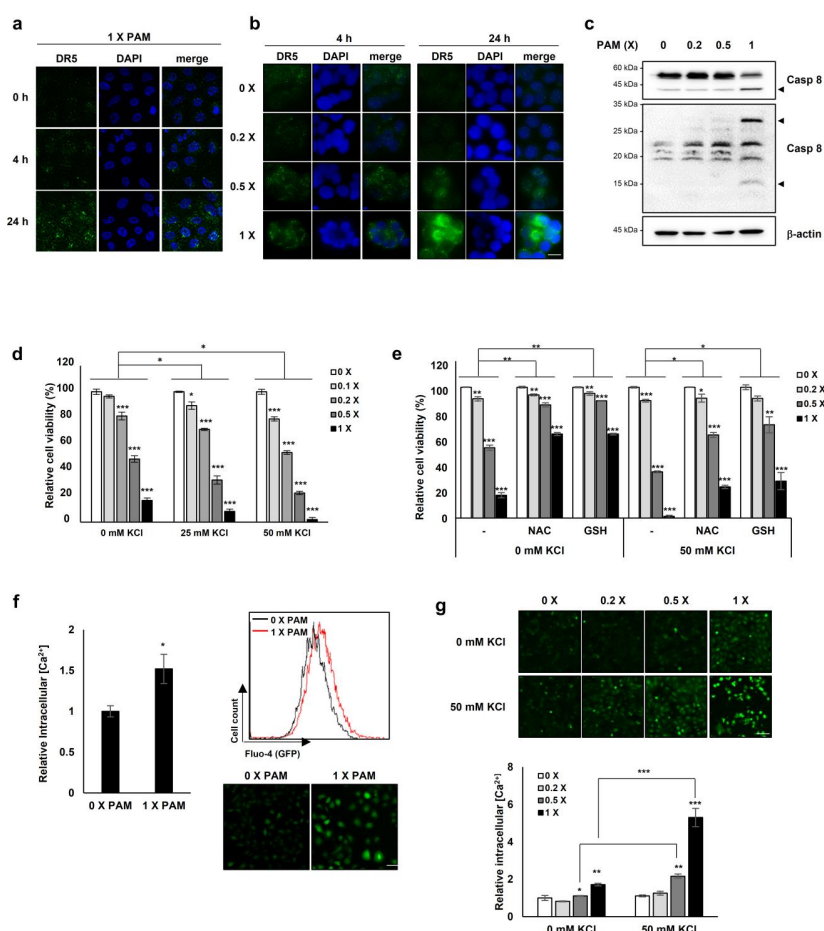 a
1 X PAM
DR5 DAPI merge
0 h
4 h
24 h
b
4 h 24 h
DR5 DAPI merge DR5 DAPI merge
0 X
0.2 X
0.5 X
1 X
c
PAM (X) 0 0.2 0.5 1
60 kDa
45 kDa
Casp 8
35 kDa
25 kDa
20 kDa
15 kDa
Casp 8
45 kDa
β-actin
d
Relative cell viability (%)
120
100
80
60
40
20
0
*
*
*** *** ***
* *** *** ***
*** *** *** ***
0 mM KCl 25 mM KCl 50 mM KCl
0 X
0.1 X
0.2 X
0.5 X
1 X
e
Relative cell viability (%)
120
100
80
60
40
20
0
** *
** *
** *** ***
** *** ***
** *** ***
*** *** ***
* *** ***
** ***
- NAC GSH - NAC GSH
0 mM KCl 50 mM KCl
0 X
0.2 X
0.5 X
1 X
f
Relative Intracellular [Ca²⁺]
2
1.5
1
0.5
0
*
0 X PAM 1 X PAM
0 X PAM
1 X PAM
Cell count
Fluo-4 (GFP)
0 X PAM 1 X PAM
g
0 X 0.2 X 0.5 X 1 X
0 mM KCl
50 mM KCl
Relative intracellular [Ca²⁺]
8
6
4
2
0
0 X
0.2 X
0.5 X
1 X
***
* **
** ***
0 mM KCl 50 mM KCl